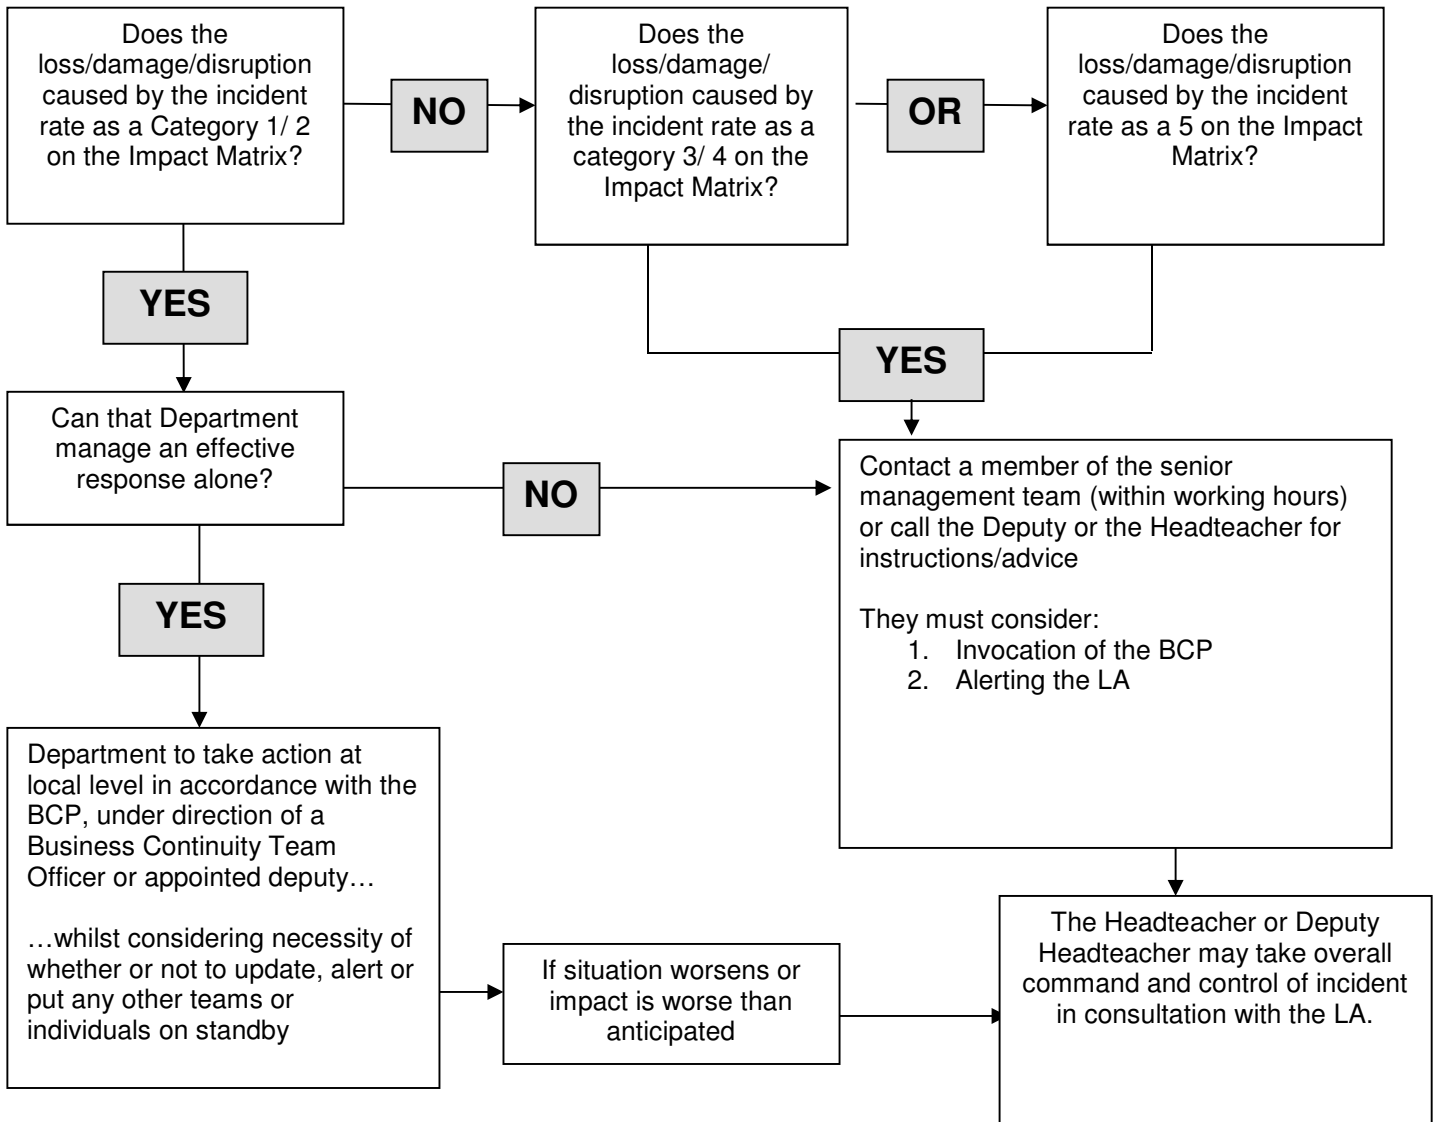 Does the
loss/damage/disruption
caused by the incident
rate as a Category 1/ 2
on the Impact Matrix?
NO
Does the
loss/damage/
disruption caused by
the incident rate as a
category 3/ 4 on the
Impact Matrix?
OR
Does the
loss/damage/disruption
caused by the incident
rate as a 5 on the Impact
Matrix?
YES
YES
Can that Department
manage an effective
response alone?
NO
Contact a member of the senior
management team (within working hours)
or call the Deputy or the Headteacher for
instructions/advice
They must consider:
1. Invocation of the BCP
2. Alerting the LA
YES
Department to take action at
local level in accordance with the
BCP, under direction of a
Business Continuity Team
Officer or appointed deputy…
…whilst considering necessity of
whether or not to update, alert or
put any other teams or
individuals on standby
If situation worsens or
impact is worse than
anticipated
The Headteacher or Deputy
Headteacher may take overall
command and control of incident
in consultation with the LA.